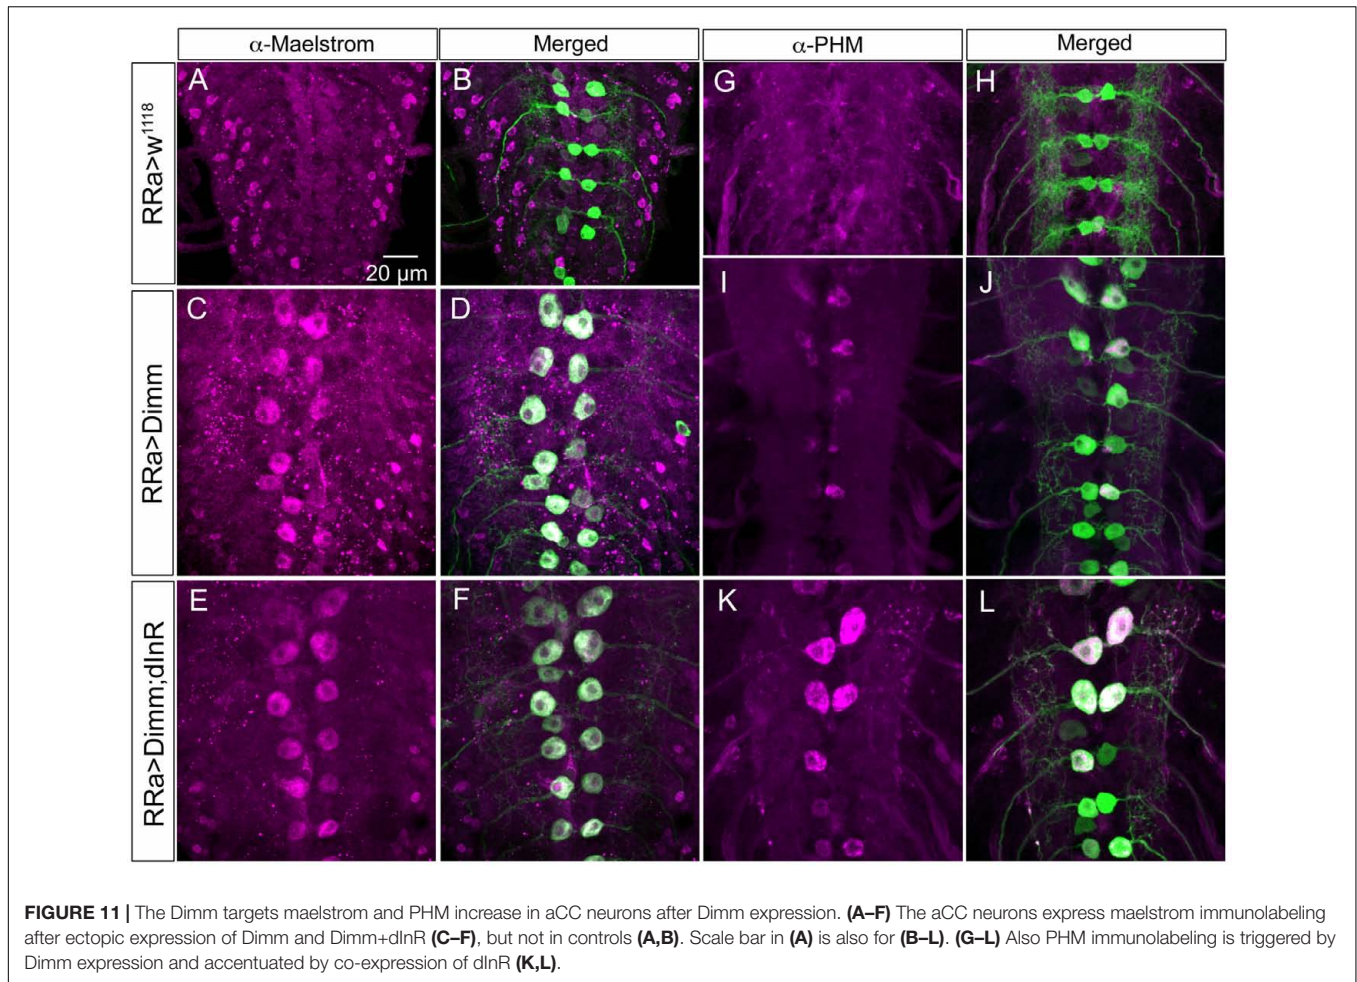 α-Maelstrom Merged α-PHM Merged
RRa>w1118
A B G H
20 µm
RRa>Dimm
C D I J
RRa>Dimm;dInR
E F K L
FIGURE 11 | The Dimm targets maelstrom and PHM increase in aCC neurons after Dimm expression. (A–F) The aCC neurons express maelstrom immunolabeling
after ectopic expression of Dimm and Dimm+dInR (C–F), but not in controls (A,B). Scale bar in (A) is also for (B–L). (G–L) Also PHM immunolabeling is triggered by
Dimm expression and accentuated by co-expression of dInR (K,L).